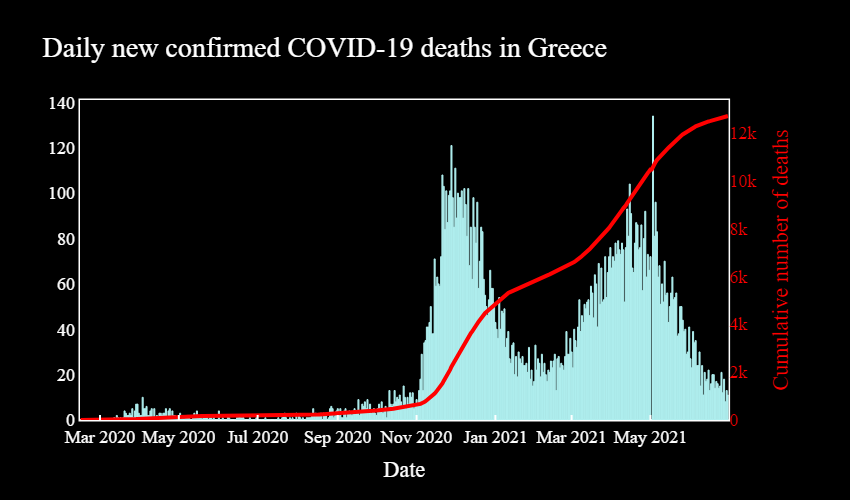 Daily new confirmed COVID-19 deaths in Greece
140
120
100
80
60
40
20
0
12k
10k
8k
6k
4k
2k
0
Cumulative number of deaths
Mar 2020 May 2020 Jul 2020 Sep 2020 Nov 2020 Jan 2021 Mar 2021 May 2021
Date